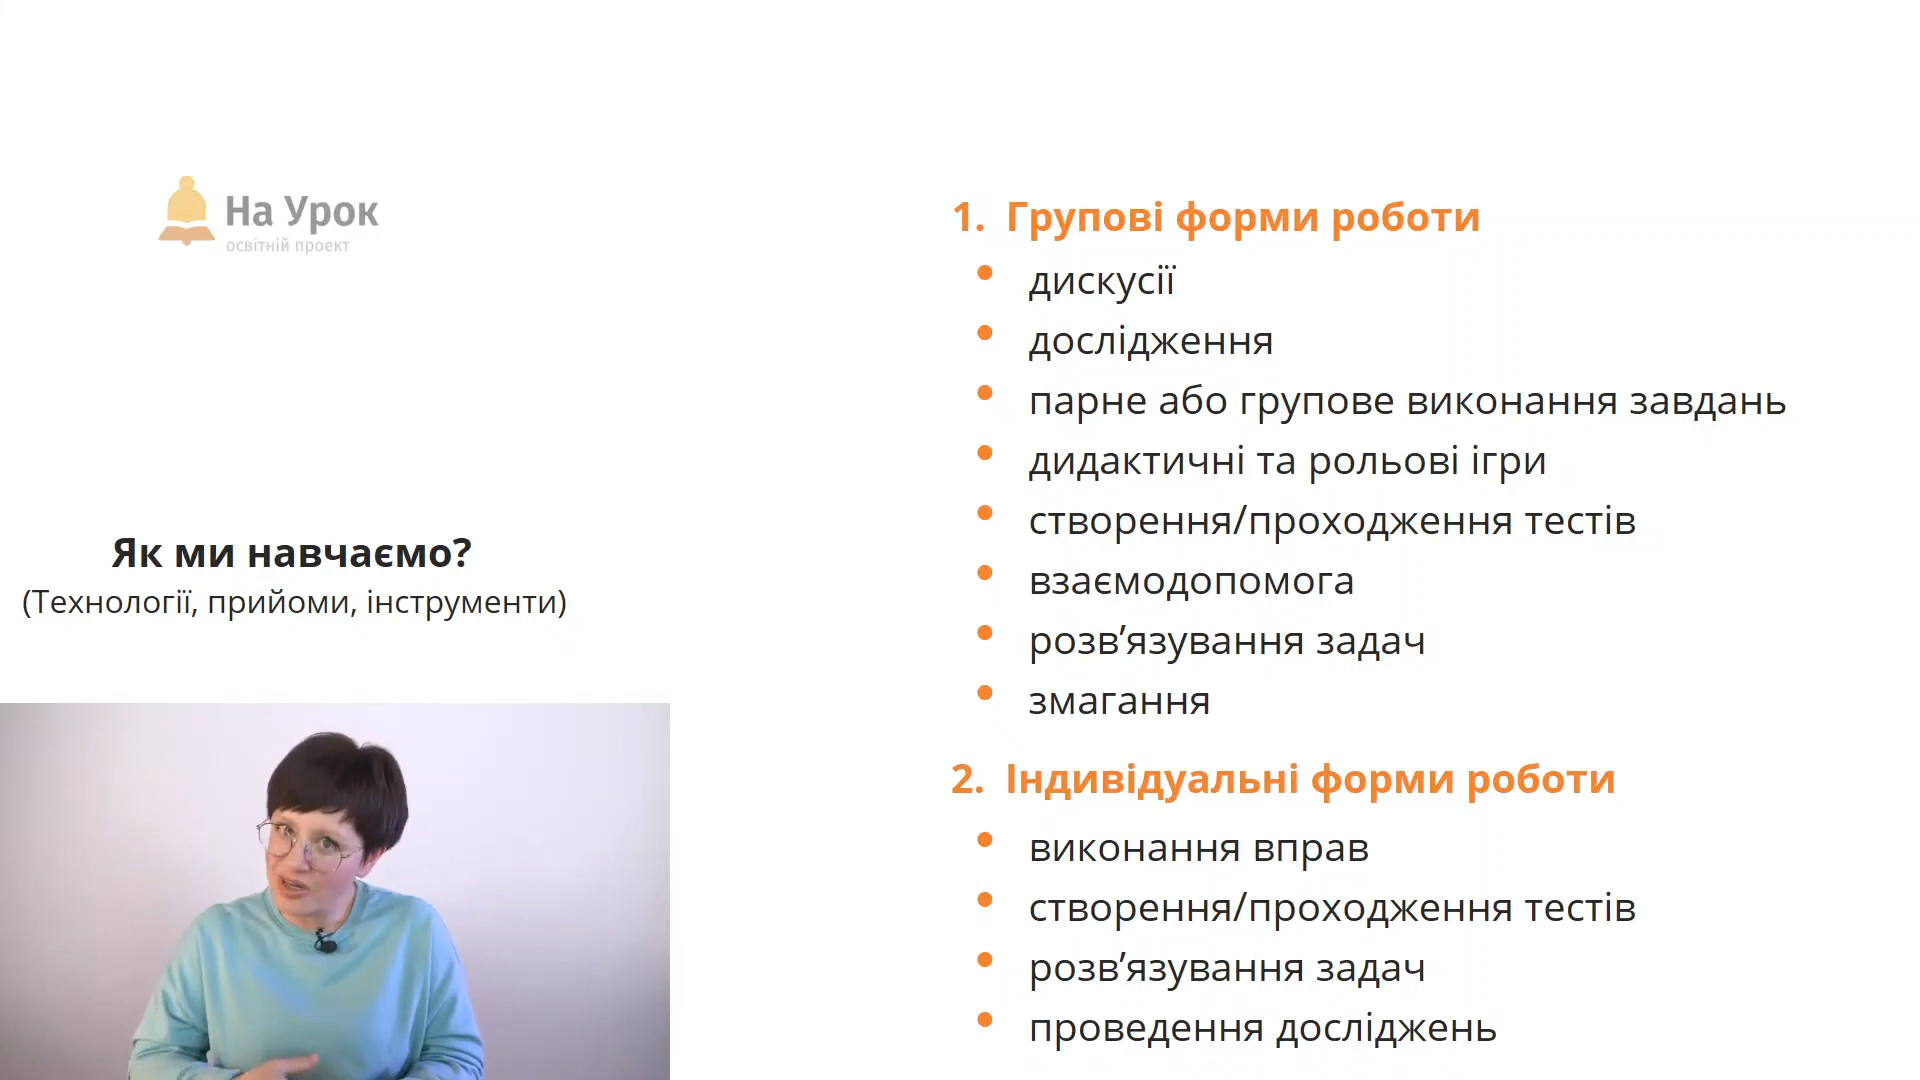 На Урок
освітній проект
Як ми навчаємо?
(Технології, прийоми, інструменти)
1. Групові форми роботи
• дискусії
• дослідження
• парне або групове виконання завдань
• дидактичні та рольові ігри
• створення/проходження тестів
• взаємодопомога
• розв’язування задач
• змагання
2. Індивідуальні форми роботи
• виконання вправ
• створення/проходження тестів
• розв’язування задач
• проведення досліджень